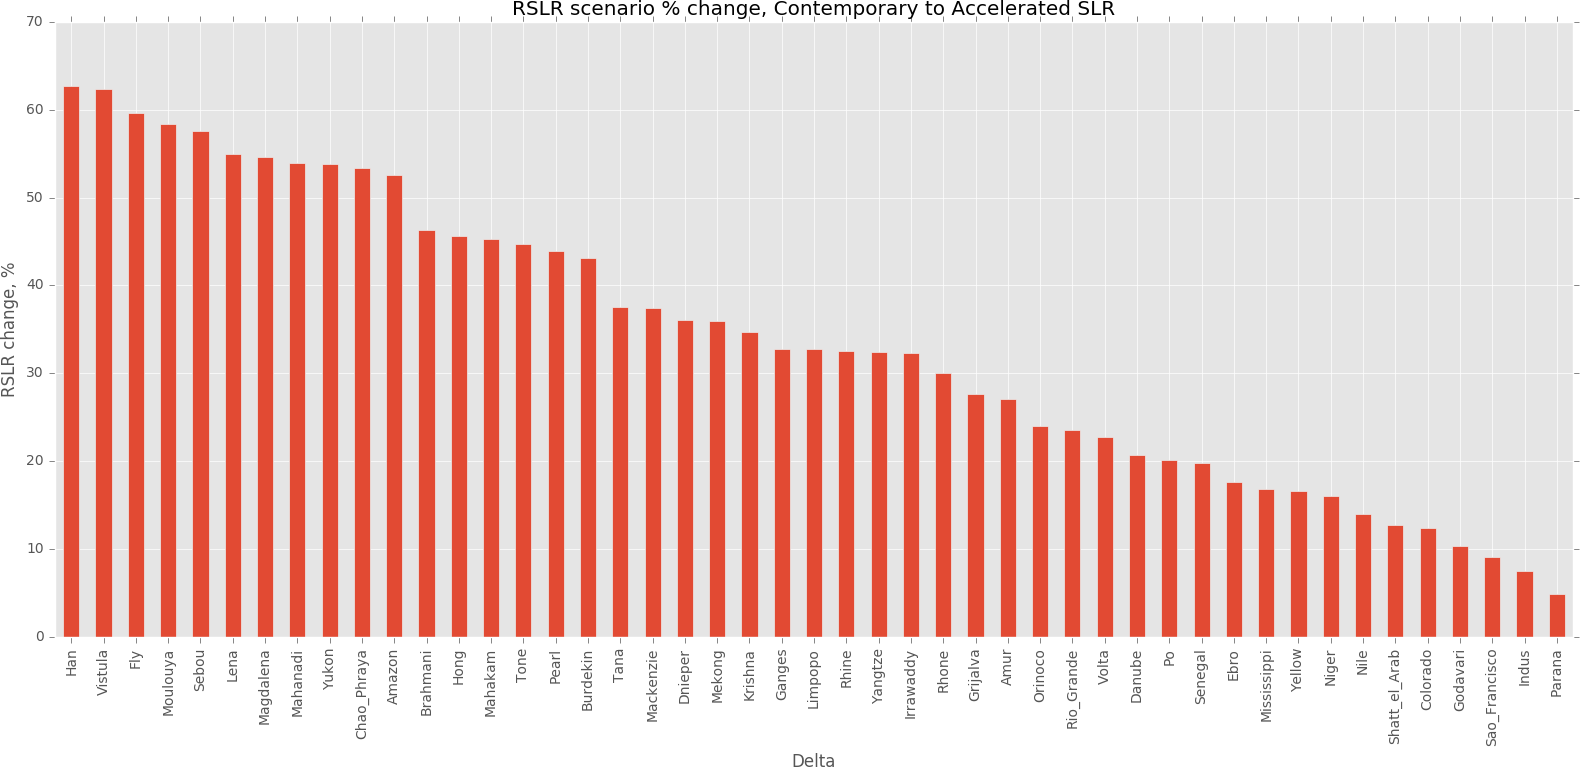 RSLR scenario % change, Contemporary to Accelerated SLR
70
60
50
40
30
20
10
0
RSLR change, %
Han
Vistula
Fly
Moulouya
Sebou
Lena
Magdalena
Mahanadi
Yukon
Chao_Phraya
Amazon
Brahmani
Hong
Mahakam
Tone
Pearl
Burdekin
Tana
Mackenzie
Dnieper
Mekong
Krishna
Ganges
Limpopo
Rhine
Yangtze
Irrawaddy
Rhone
Grijalva
Amur
Orinoco
Rio_Grande
Volta
Danube
Po
Senegal
Ebro
Mississippi
Yellow
Niger
Nile
Shatt_el_Arab
Colorado
Godavari
Sao_Francisco
Indus
Parana
Delta